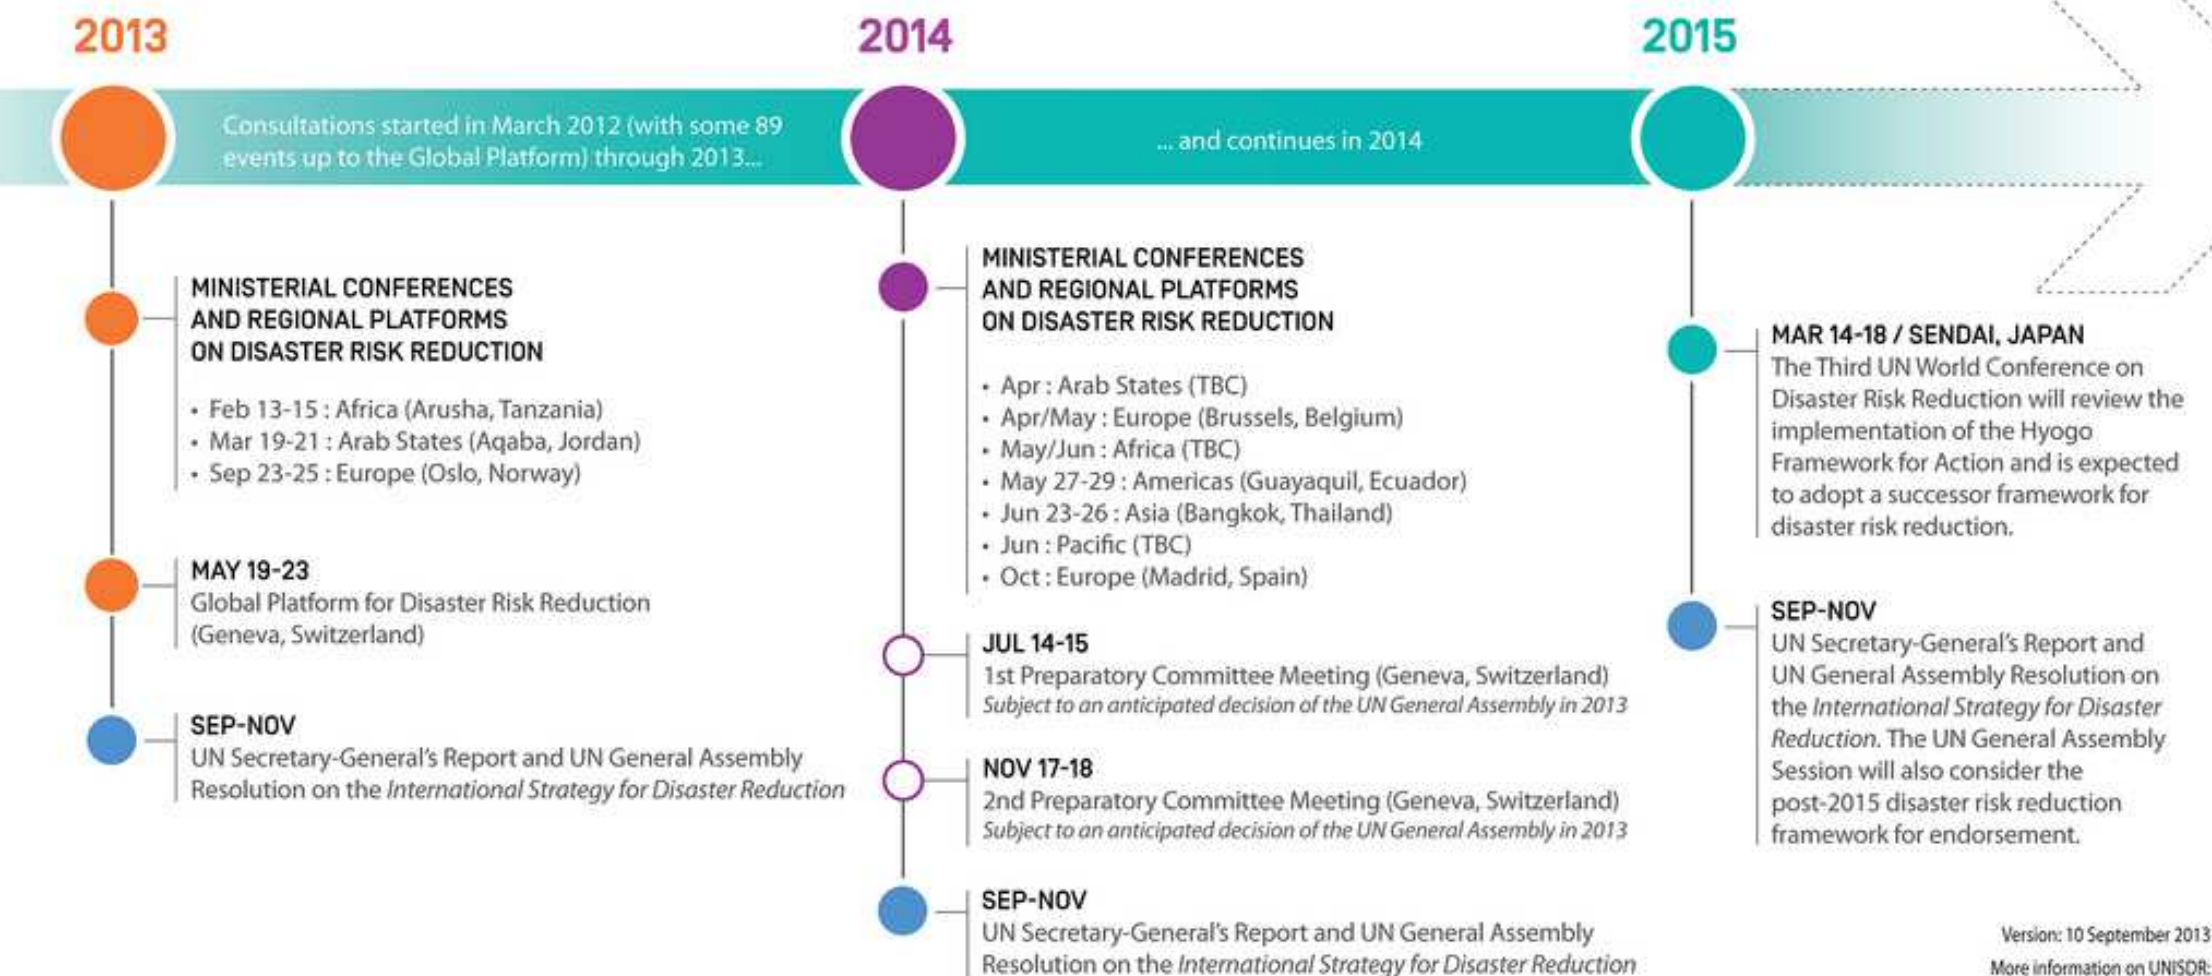 2013
2014
2015
Consultations started in March 2012 (with some 89
events up to the Global Platform) through 2013...
... and continues in 2014
MINISTERIAL CONFERENCES
AND REGIONAL PLATFORMS
ON DISASTER RISK REDUCTION
• Feb 13-15 : Africa (Arusha, Tanzania)
• Mar 19-21 : Arab States (Aqaba, Jordan)
• Sep 23-25 : Europe (Oslo, Norway)
MAY 19-23
Global Platform for Disaster Risk Reduction
(Geneva, Switzerland)
SEP-NOV
UN Secretary-General's Report and UN General Assembly
Resolution on the International Strategy for Disaster Reduction
MINISTERIAL CONFERENCES
AND REGIONAL PLATFORMS
ON DISASTER RISK REDUCTION
• Apr : Arab States (TBC)
• Apr/May : Europe (Brussels, Belgium)
• May/Jun : Africa (TBC)
• May 27-29 : Americas (Guayaquil, Ecuador)
• Jun 23-26 : Asia (Bangkok, Thailand)
• Jun : Pacific (TBC)
• Oct : Europe (Madrid, Spain)
JUL 14-15
1st Preparatory Committee Meeting (Geneva, Switzerland)
Subject to an anticipated decision of the UN General Assembly in 2013
NOV 17-18
2nd Preparatory Committee Meeting (Geneva, Switzerland)
Subject to an anticipated decision of the UN General Assembly in 2013
SEP-NOV
UN Secretary-General's Report and UN General Assembly
Resolution on the International Strategy for Disaster Reduction
MAR 14-18 / SENDAI, JAPAN
The Third UN World Conference on
Disaster Risk Reduction will review the
implementation of the Hyogo
Framework for Action and is expected
to adopt a successor framework for
disaster risk reduction.
SEP-NOV
UN Secretary-General's Report and
UN General Assembly Resolution on
the International Strategy for Disaster
Reduction. The UN General Assembly
Session will also consider the
post-2015 disaster risk reduction
framework for endorsement.
Version: 10 September 2013
More information on UNISDR: